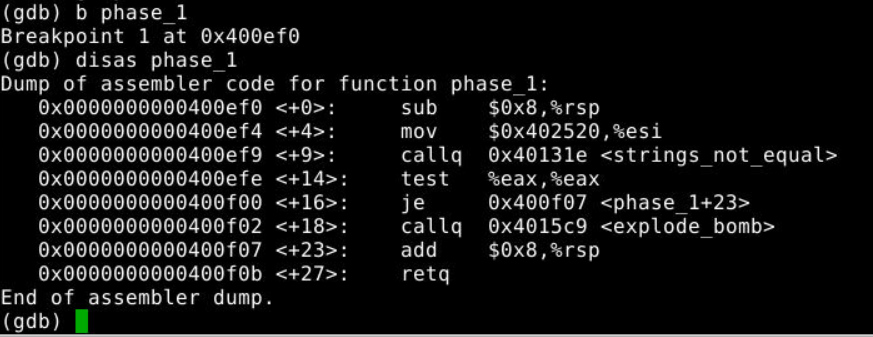 (gdb) b phase_1
Breakpoint 1 at 0x400ef0
(gdb) disas phase_1
Dump of assembler code for function phase_1:
   0x0000000000400ef0 <+0>:     sub    $0x8,%rsp
   0x0000000000400ef4 <+4>:     mov    $0x402520,%esi
   0x0000000000400ef9 <+9>:     callq  0x40131e <strings_not_equal>
   0x0000000000400efe <+14>:    test   %eax,%eax
   0x0000000000400f00 <+16>:    je     0x400f07 <phase_1+23>
   0x0000000000400f02 <+18>:    callq  0x4015c9 <explode_bomb>
   0x0000000000400f07 <+23>:    add    $0x8,%rsp
   0x0000000000400f0b <+27>:    retq
End of assembler dump.
(gdb)